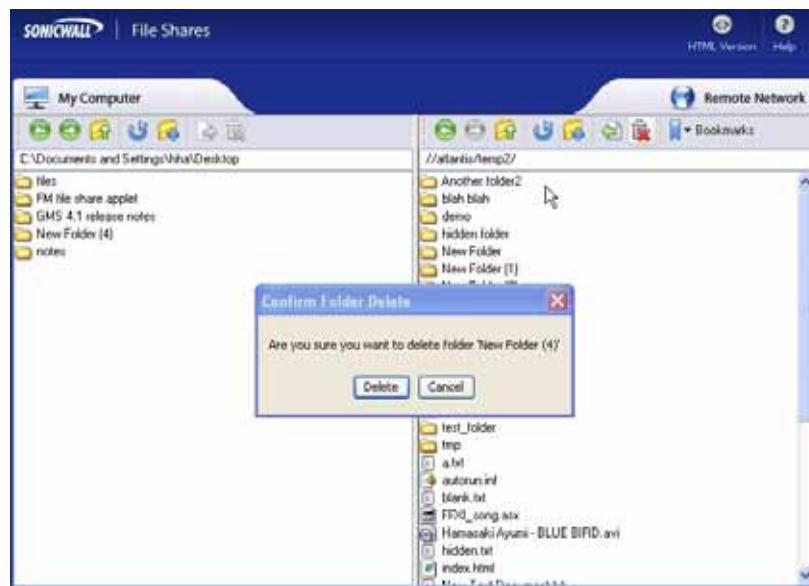 SONICWALL | File Shares
HTML Version
Help
My Computer
Remote Network
Bookmarks
C:\Documents and Settings\hha\Desktop
files
FM file share applet
GMS 4.1 release notes
New Folder (4)
notes
//atlantis/temp2/
Another folder2
blah blah
demo
hidden folder
New Folder
New Folder (1)
Confirm Folder Delete
Are you sure you want to delete folder 'New Folder (4)'
Delete
Cancel
test_folder
tmp
a.txt
autorun.inf
blank.txt
FFXI_song.asx
Hamasaki Ayumi - BLUE BIRD.avi
hidden.txt
index.html